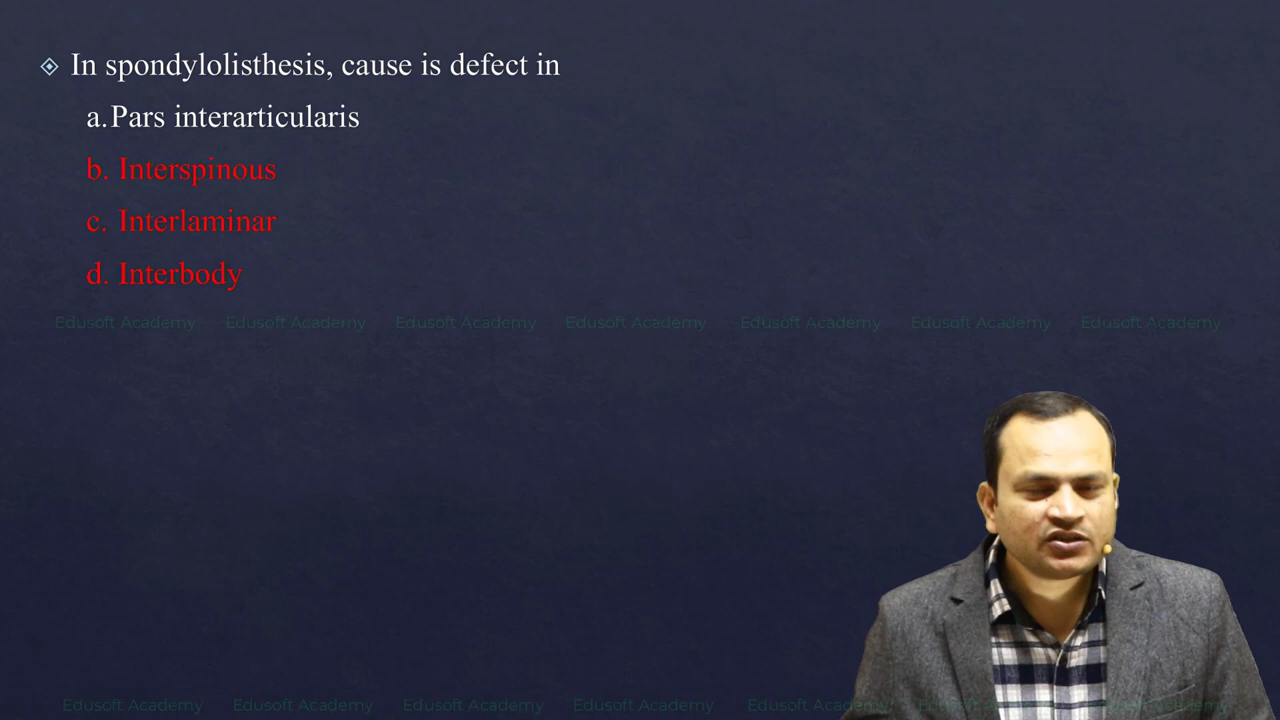 In spondylolisthesis, cause is defect in
a.Pars interarticularis
b. Interspinous
c. Interlaminar
d. Interbody
Edusoft Academy Edusoft Academy Edusoft Academy Edusoft Academy Edusoft Academy Edusoft Academy Edusoft Academy
Edusoft Academy Edusoft Academy Edusoft Academy Edusoft Academy Edusoft Academy